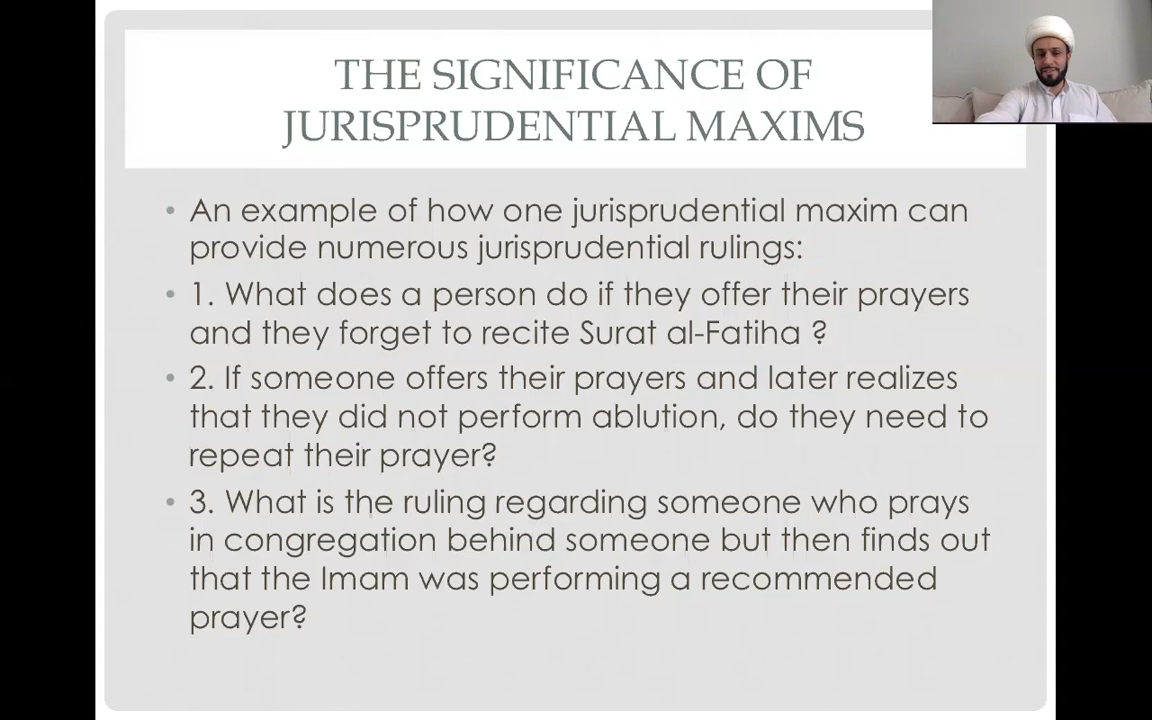 THE SIGNIFICANCE OF
JURISPRUDENTIAL MAXIMS
• An example of how one jurisprudential maxim can
provide numerous jurisprudential rulings:
• 1. What does a person do if they offer their prayers
and they forget to recite Surat al-Fatiha ?
• 2. If someone offers their prayers and later realizes
that they did not perform ablution, do they need to
repeat their prayer?
• 3. What is the ruling regarding someone who prays
in congregation behind someone but then finds out
that the Imam was performing a recommended
prayer?